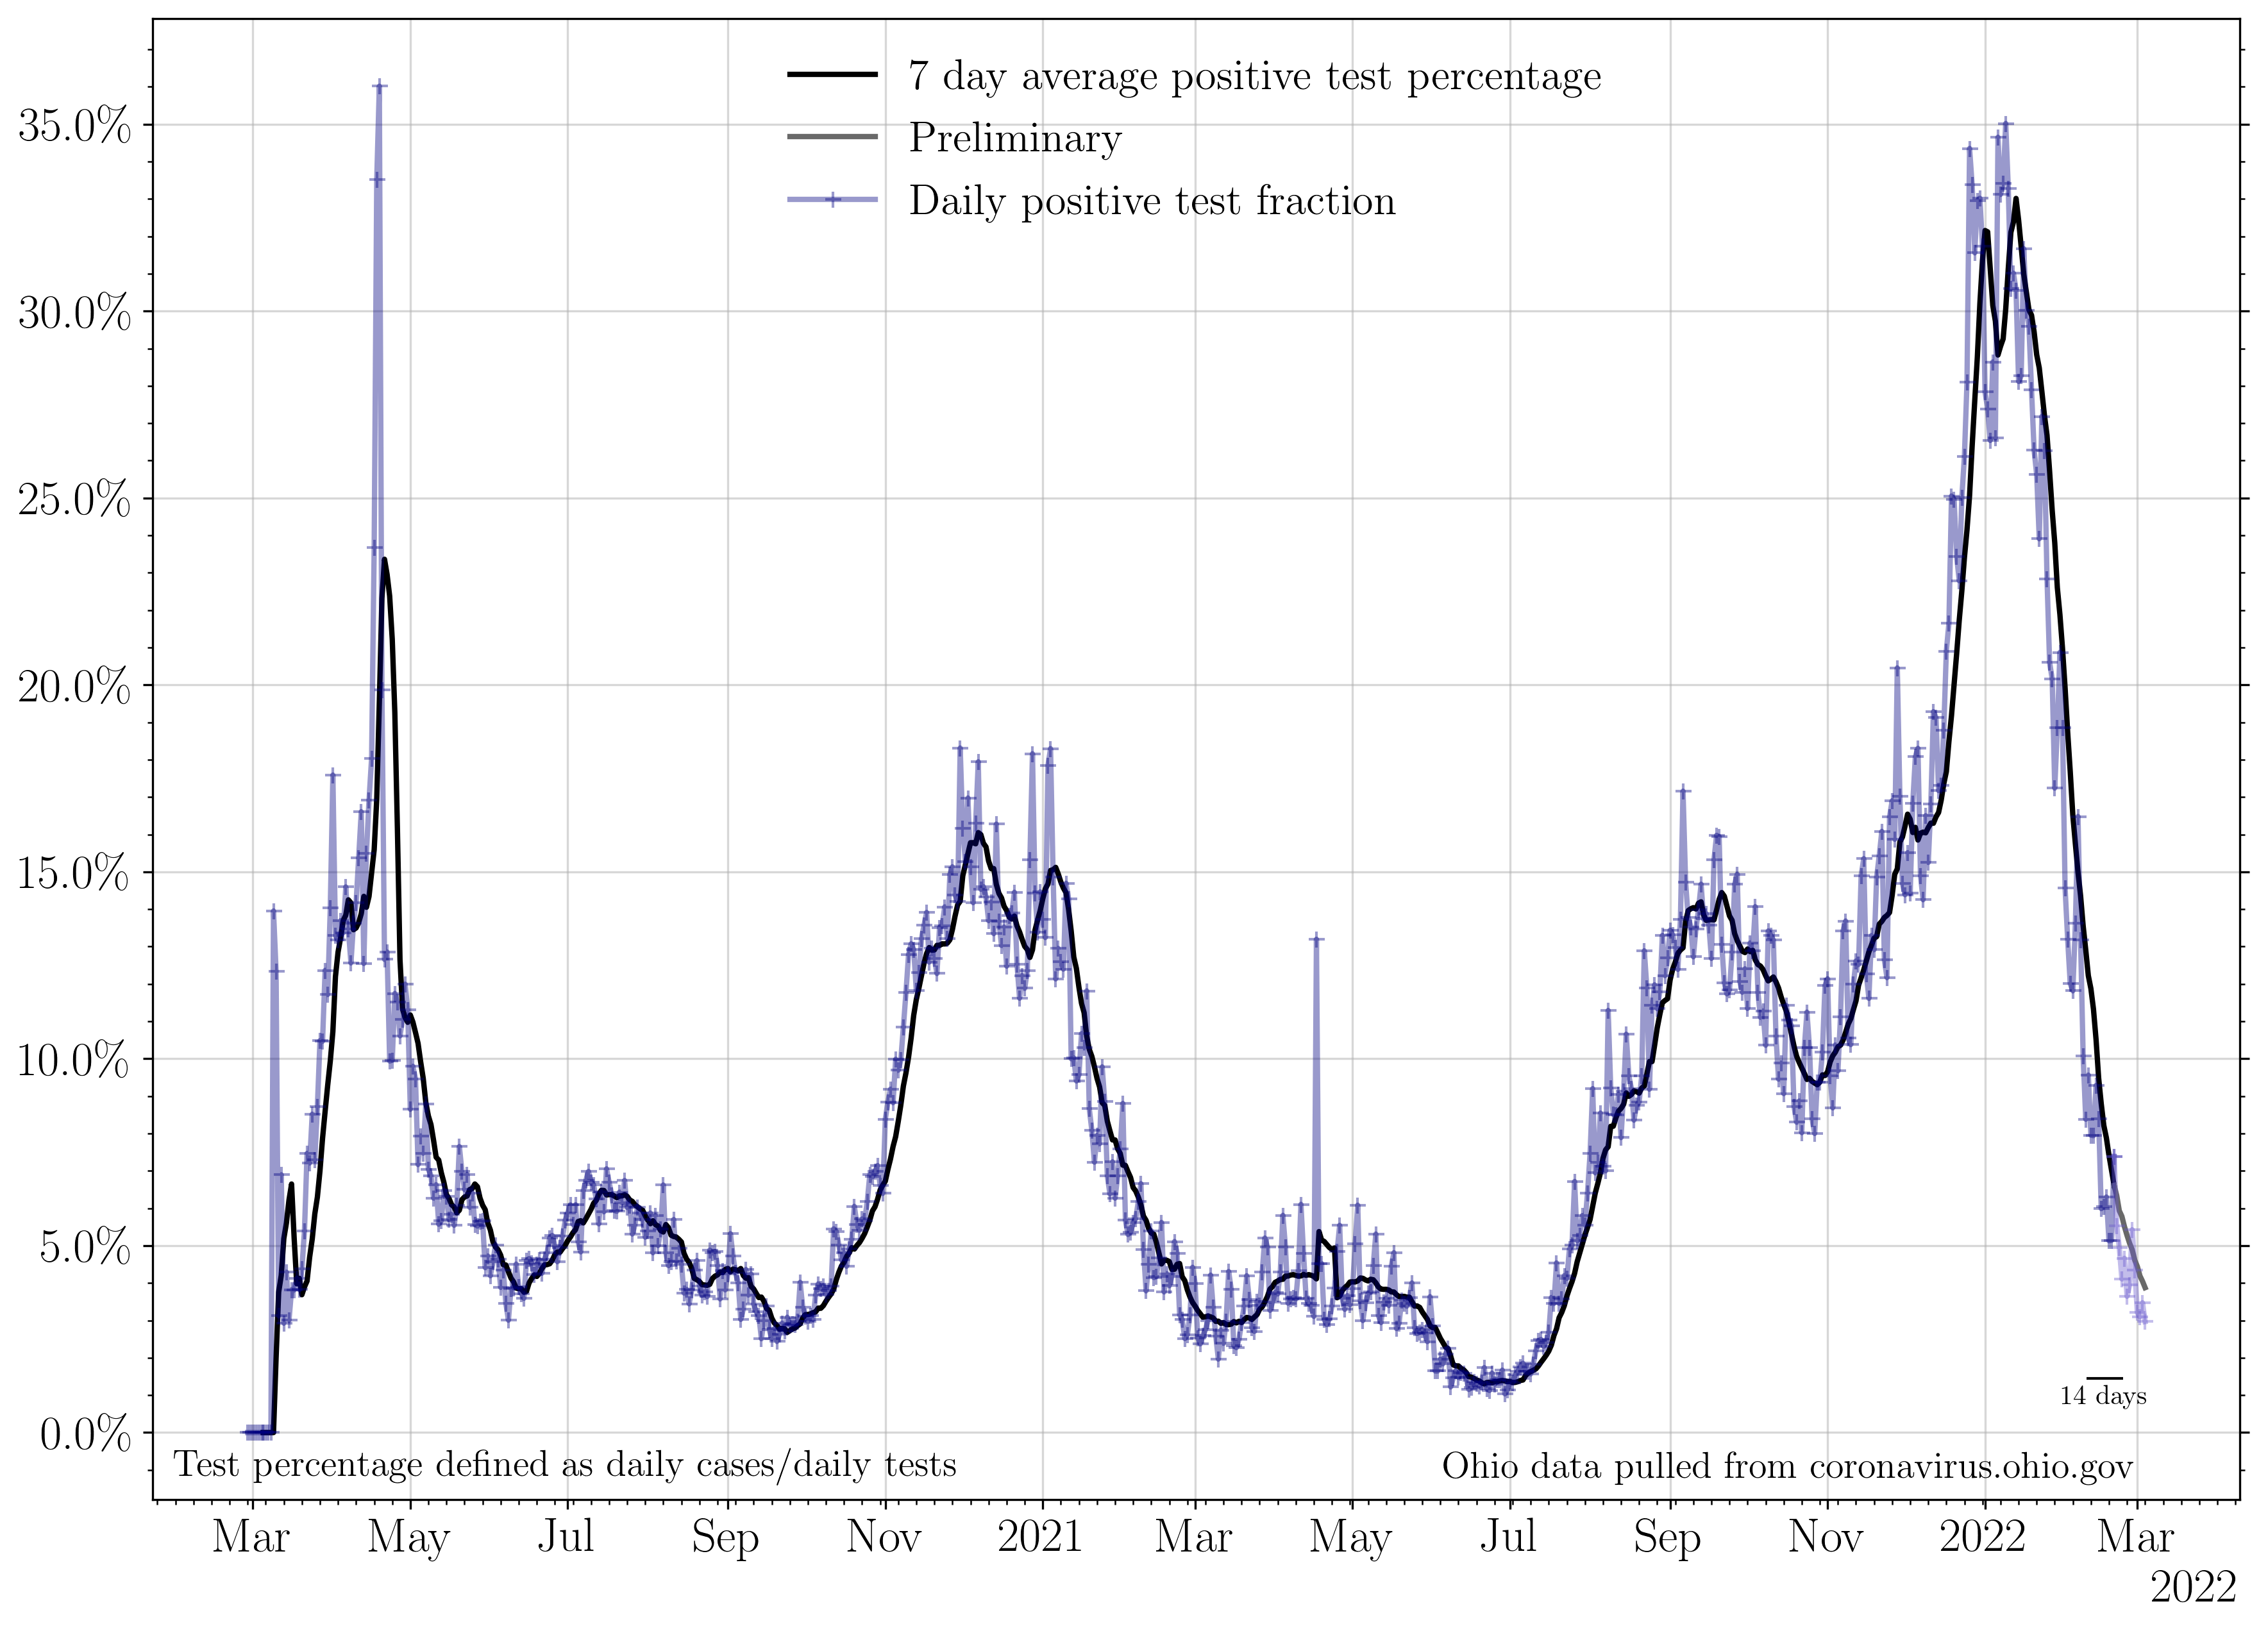 7 day average positive test percentage
Preliminary
Daily positive test fraction
35.0%
30.0%
25.0%
20.0%
15.0%
10.0%
5.0%
0.0%
14 days
Test percentage defined as daily cases/daily tests
Ohio data pulled from coronavirus.ohio.gov
Mar May Jul Sep Nov 2021 Mar May Jul Sep Nov 2022 Mar
2022